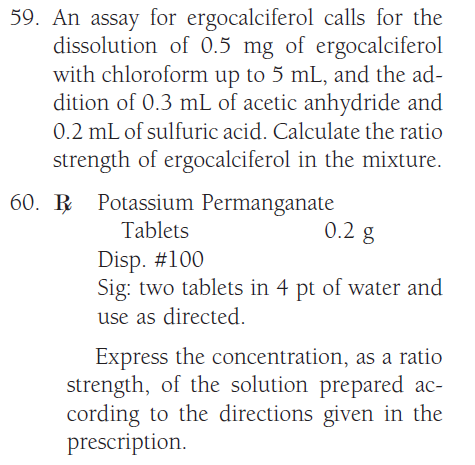 59. An assay for ergocalciferol calls for the
dissolution of 0.5 mg of ergocalciferol
with chloroform up to 5 mL, and the ad-
dition of 0.3 mL of acetic anhydride and
0.2 mL of sulfuric acid. Calculate the ratio
strength of ergocalciferol in the mixture.
60. ℞ Potassium Permanganate
Tablets 0.2 g
Disp. #100
Sig: two tablets in 4 pt of water and
use as directed.
Express the concentration, as a ratio
strength, of the solution prepared ac-
cording to the directions given in the
prescription.